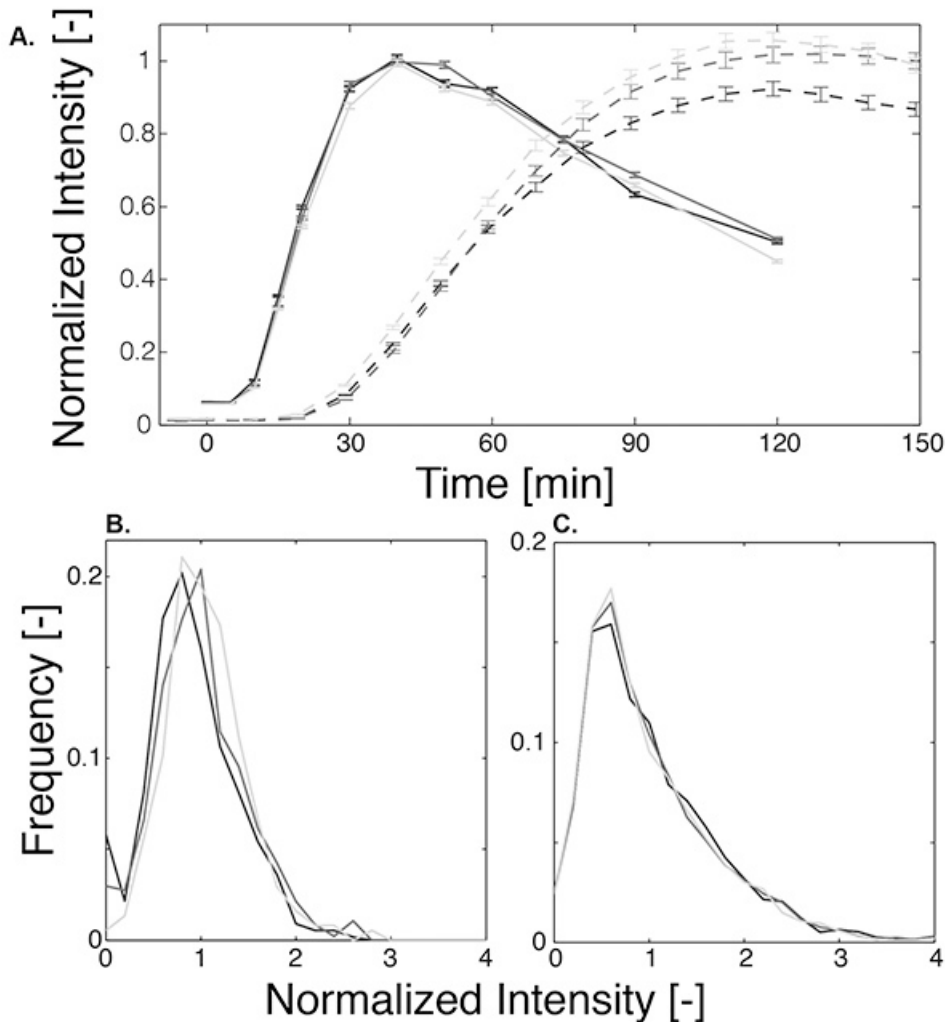 A.
Normalized Intensity [-]
1
0.8
0.6
0.4
0.2
0
0 30 60 90 120 150
Time [min]
B.
C.
Frequency [-]
0.2
0.1
0
0 1 2 3 4
0.2
0.1
0
0 1 2 3 4
Normalized Intensity [-]